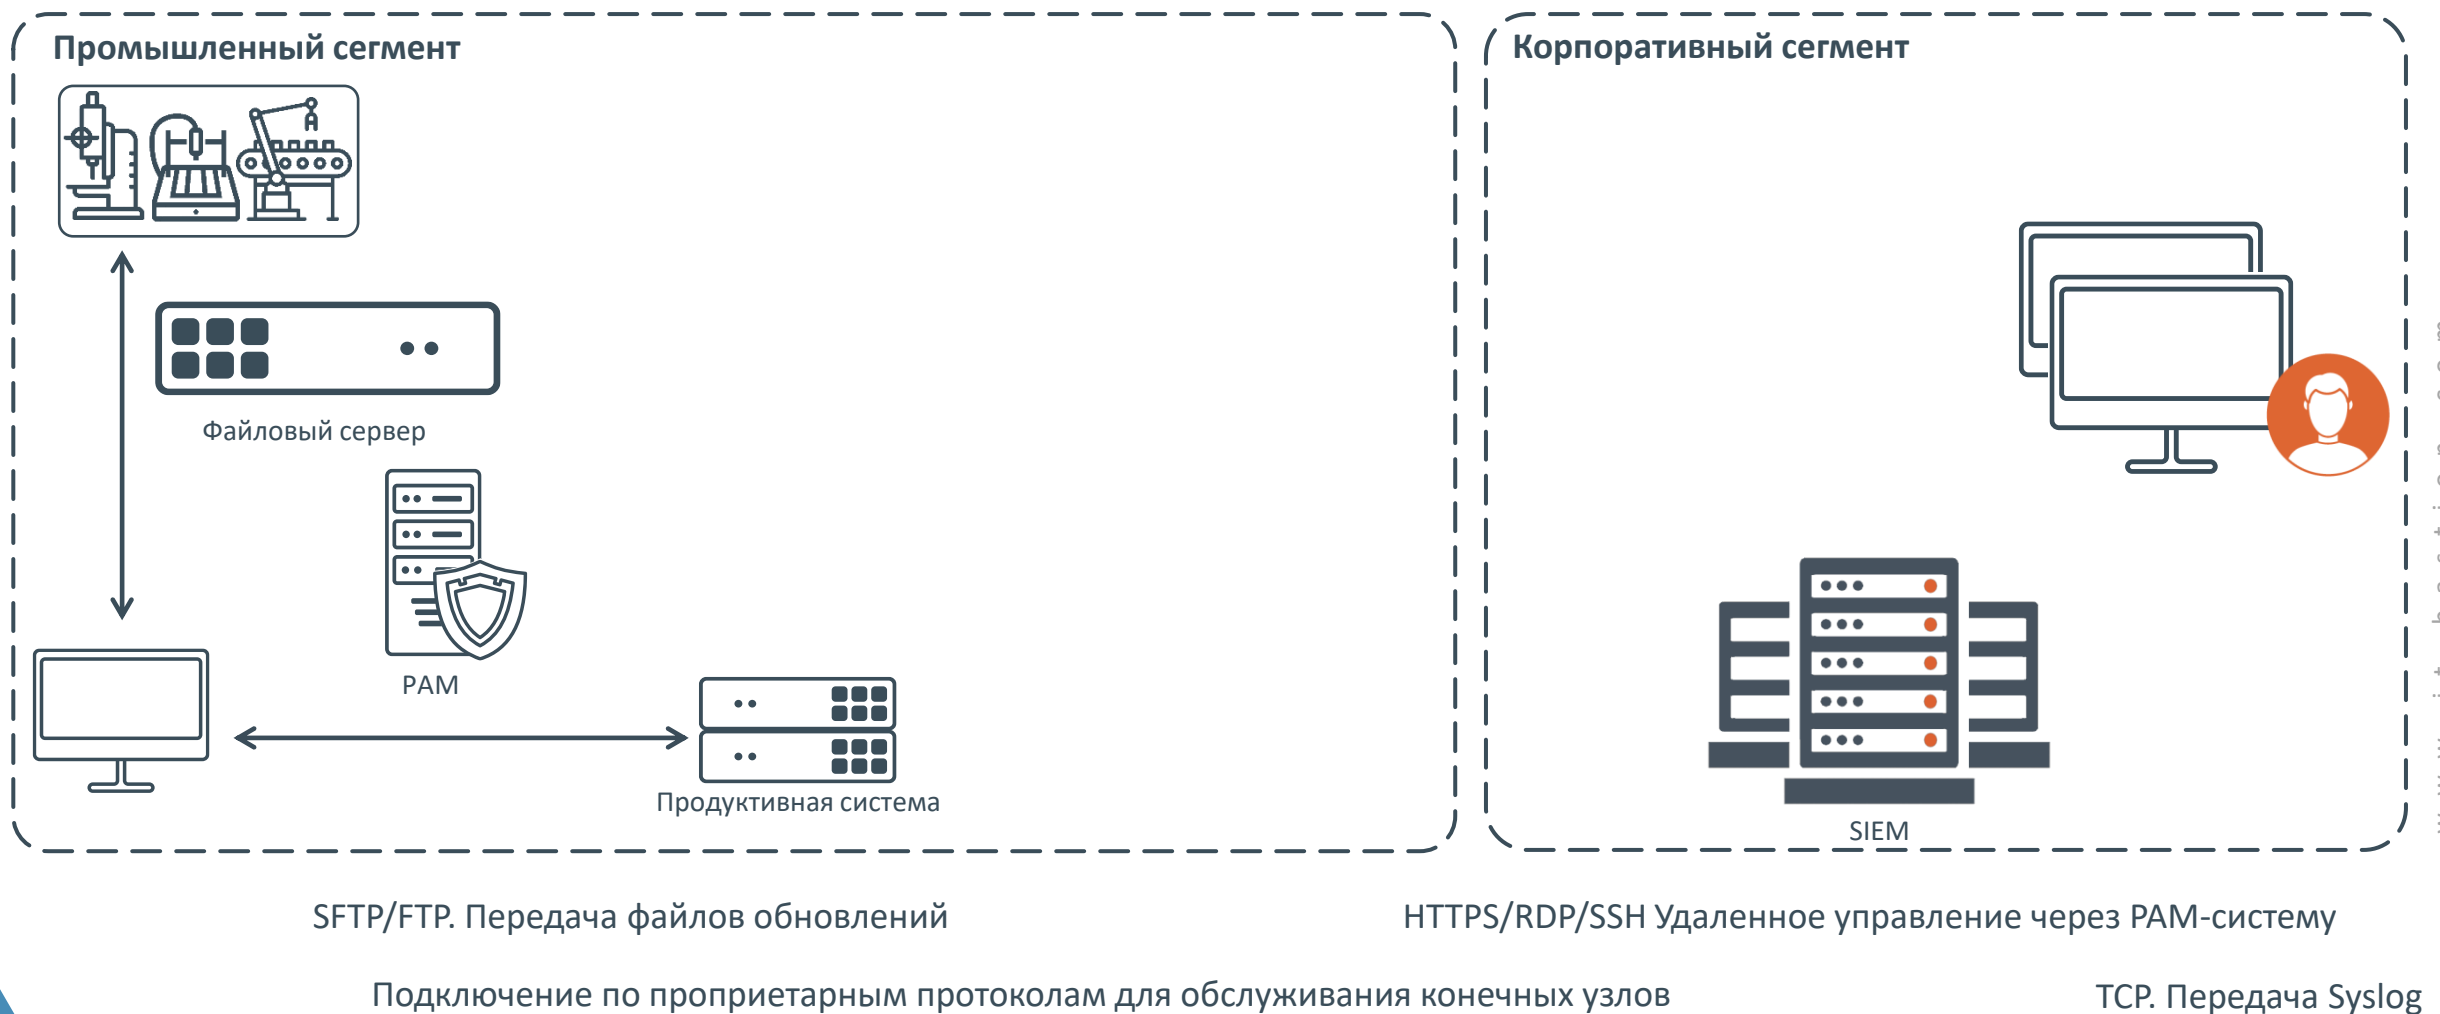 Промышленный сегмент
Корпоративный сегмент
Файловый сервер
PAM
Продуктивная система
SIEM
SFTP/FTP. Передача файлов обновлений
HTTPS/RDP/SSH Удаленное управление через PAM-систему
Подключение по проприетарным протоколам для обслуживания конечных узлов
TCP. Передача Syslog